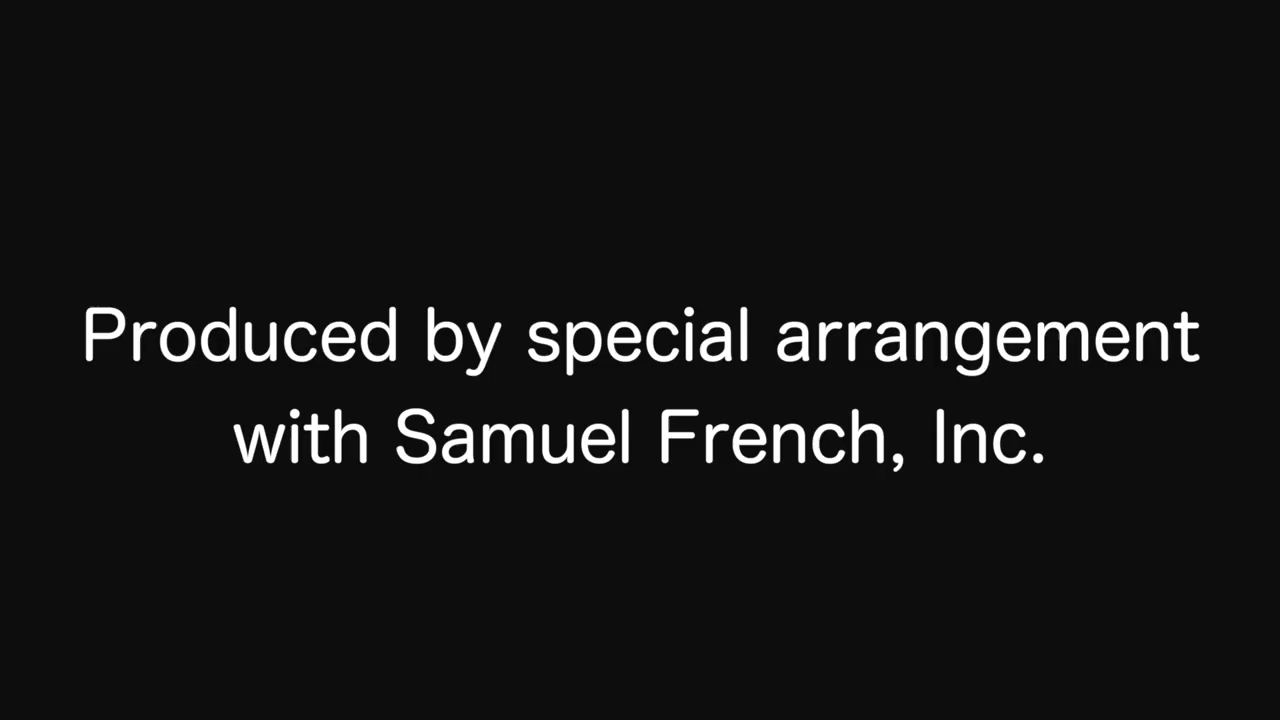 Produced by special arrangement
with Samuel French, Inc.